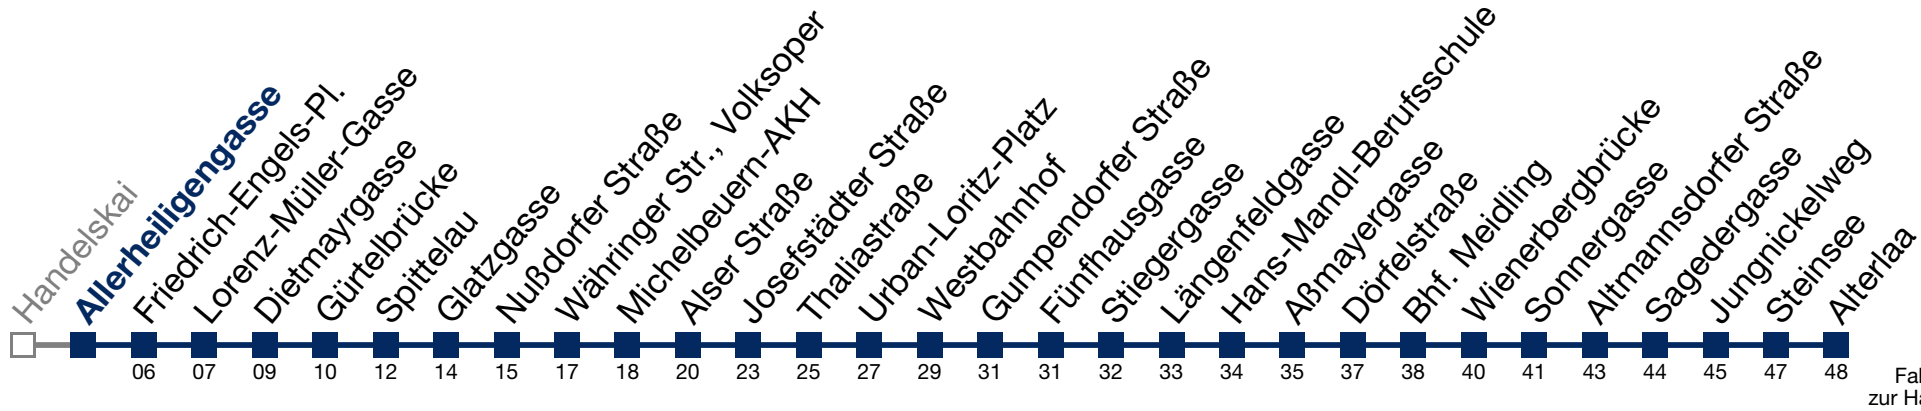 Handelskai
Allerheiligengasse
Friedrich-Engels-Pl.
Lorenz-Müller-Gasse
Dietmayrgasse
Gürtelbrücke
Spittelau
Glatzgasse
Nußdorfer Straße
Währinger Str., Volksoper
Michelbeuern-AKH
Alser Straße
Josefstädter Straße
Thaliastraße
Urban-Loritz-Platz
Westbahnhof
Gumpendorfer Straße
Fünfhausgasse
Stiegergasse
Längenfeldgasse
Hans-Mandl-Berufsschule
Aßmayergasse
Dörfelstraße
Bhf. Meidling
Wienerbergbrücke
Sonnergasse
Altmannsdorfer Straße
Sagedergasse
Jungnickelweg
Steinsee
Alterlaa
06 07 09 10 12 14 15 17 18 20 23 25 27 29 31 31 32 33 34 35 37 38 40 41 43 44 45 47 48
zur